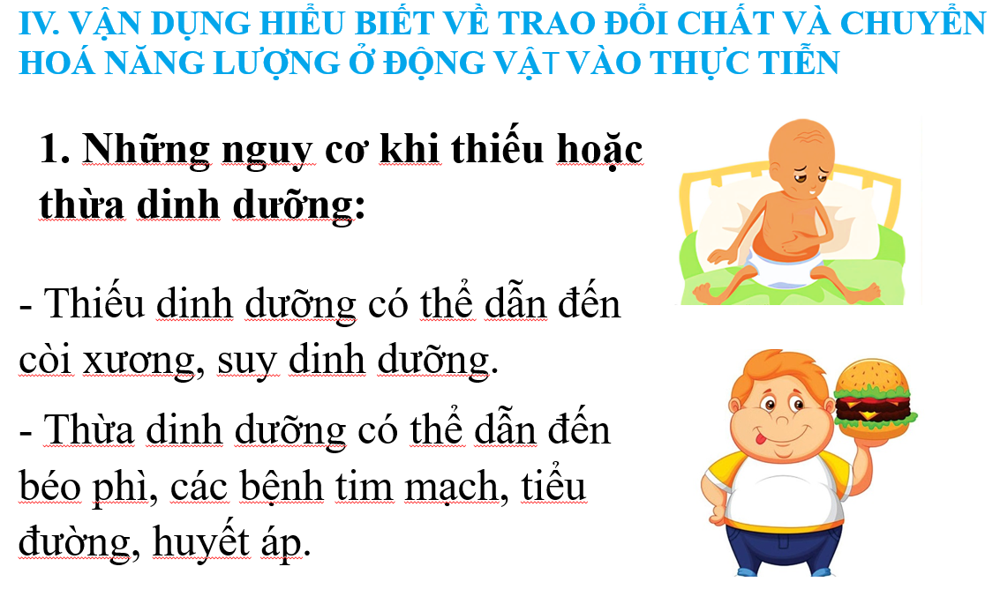 IV. VẬN DỤNG HIỂU BIẾT VỀ TRAO ĐỔI CHẤT VÀ CHUYỂN
HOÁ NĂNG LƯỢNG Ở ĐỘNG VẬT VÀO THỰC TIỄN
1. Những nguy cơ khi thiếu hoặc
thừa dinh dưỡng:
- Thiếu dinh dưỡng có thể dẫn đến
còi xương, suy dinh dưỡng.
- Thừa dinh dưỡng có thể dẫn đến
béo phì, các bệnh tim mạch, tiểu
đường, huyết áp.